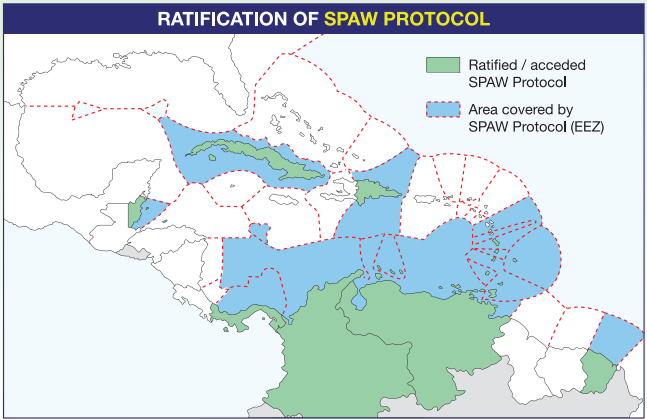 RATIFICATION OF SPAW PROTOCOL
Ratified / acceded
SPAW Protocol
Area covered by
SPAW Protocol (EEZ)